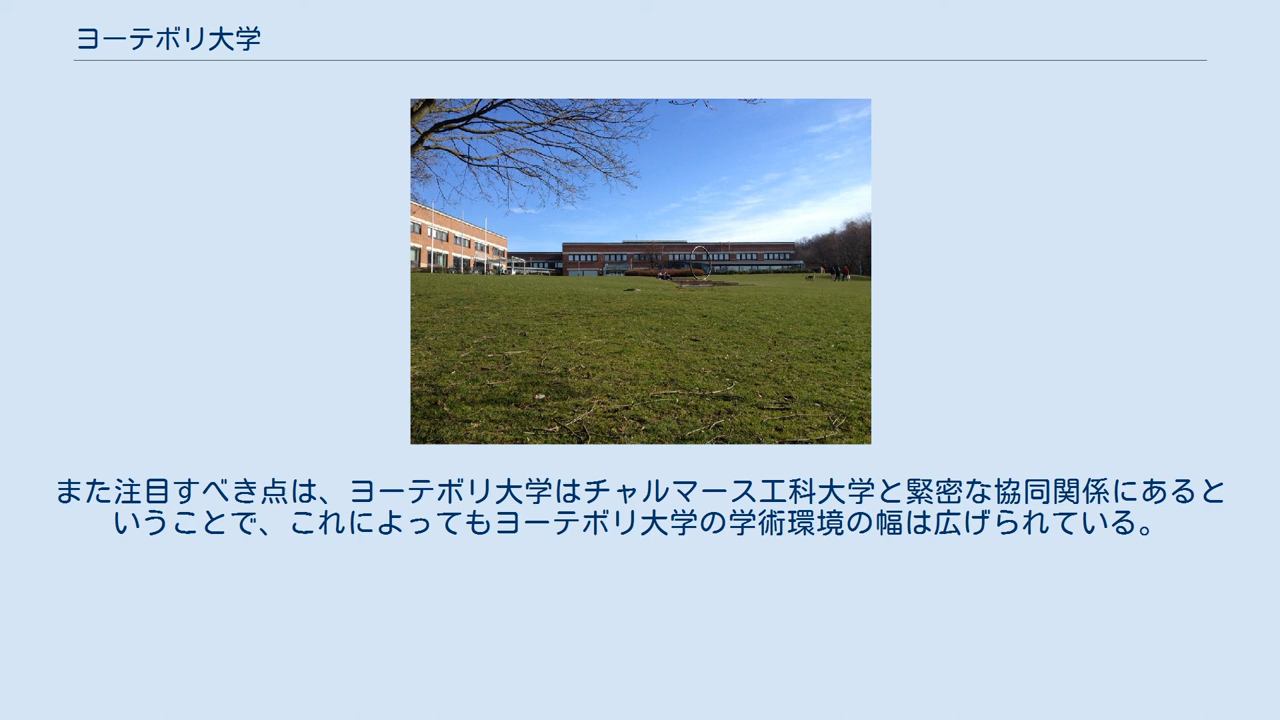 ヨーテボリ大学
また注目すべき点は、ヨーテボリ大学はチャルマース工科大学と緊密な協同関係にあると
いうことで、これによってもヨーテボリ大学の学術環境の幅は広げられている。